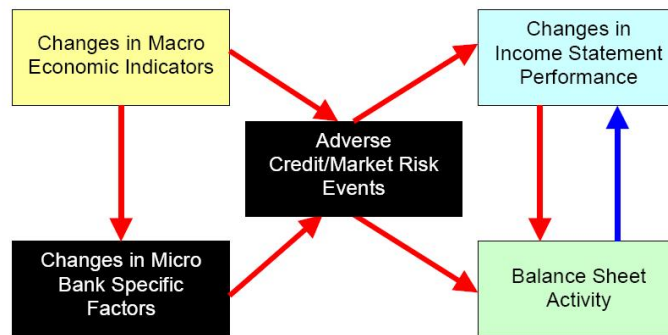 Changes in Macro
Economic Indicators
Changes in
Income Statement
Performance
Adverse
Credit/Market Risk
Events
Changes in Micro
Bank Specific
Factors
Balance Sheet
Activity